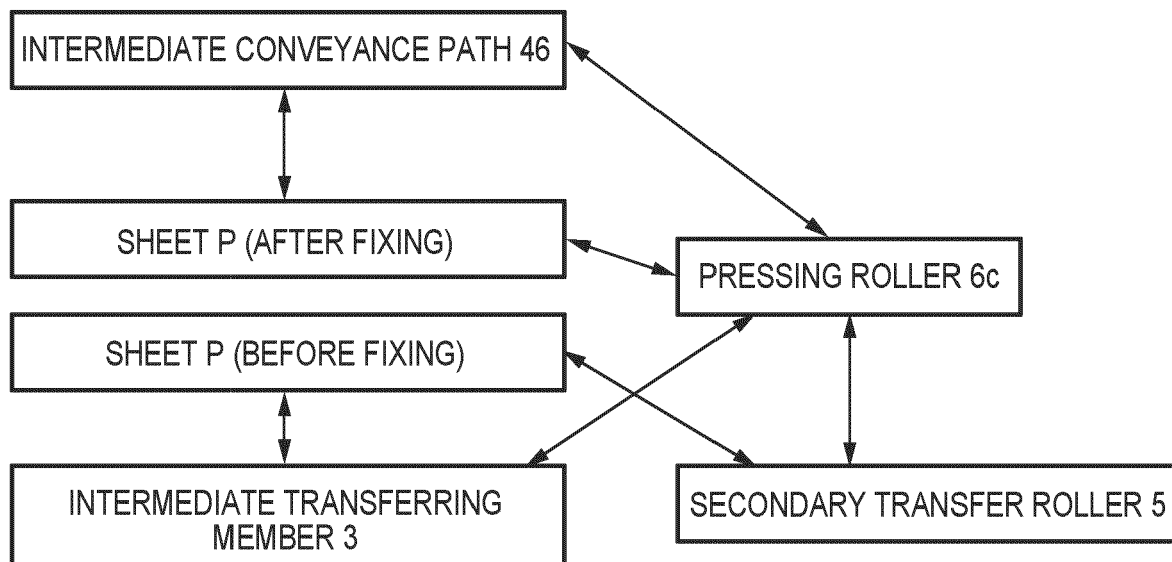 INTERMEDIATE CONVEYANCE PATH 46
SHEET P (AFTER FIXING)
PRESSING ROLLER 6c
SHEET P (BEFORE FIXING)
INTERMEDIATE TRANSFERRING
MEMBER 3
SECONDARY TRANSFER ROLLER 5